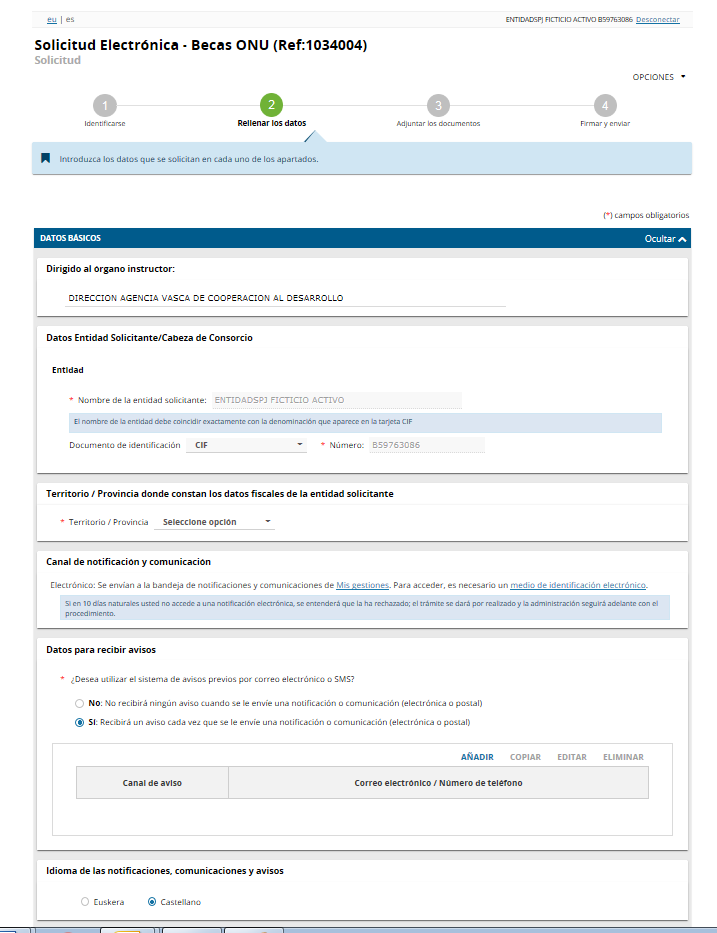 eu | es
ENTIDADSPJ FICTICIO ACTIVO B59763086 Desconectar
Solicitud Electrónica - Becas ONU (Ref:1034004)
Solicitud
OPCIONES
1
2
3
4
Identificarse
Rellenar los datos
Adjuntar los documentos
Firmar y enviar
Introduzca los datos que se solicitan en cada uno de los apartados.
(*) campos obligatorios
DATOS BÁSICOS
Ocultar
Dirigido al órgano instructor:
DIRECCION AGENCIA VASCA DE COOPERACION AL DESARROLLO
Datos Entidad Solicitante/Cabeza de Consorcio
Entidad
* Nombre de la entidad solicitante: ENTIDADSPJ FICTICIO ACTIVO
El nombre de la entidad debe coincidir exactamente con la denominación que aparece en la tarjeta CIF
Documento de identificación CIF * Número: B59763086
Territorio / Provincia donde constan los datos fiscales de la entidad solicitante
* Territorio / Provincia Seleccione opción
Canal de notificación y comunicación
Electrónico: Se envían a la bandeja de notificaciones y comunicaciones de Mis gestiones. Para acceder, es necesario un medio de identificación electrónico.
Si en 10 días naturales usted no accede a una notificación electrónica, se entenderá que la ha rechazado; el trámite se dará por realizado y la administración seguirá adelante con el
procedimiento.
Datos para recibir avisos
* ¿Desea utilizar el sistema de avisos previos por correo electrónico o SMS?
No: No recibirá ningún aviso cuando se le envíe una notificación o comunicación (electrónica o postal)
Sí: Recibirá un aviso cada vez que se le envíe una notificación o comunicación (electrónica o postal)
AÑADIR COPIAR EDITAR ELIMINAR
Canal de aviso
Correo electrónico / Número de teléfono
Idioma de las notificaciones, comunicaciones y avisos
Euskera
Castellano